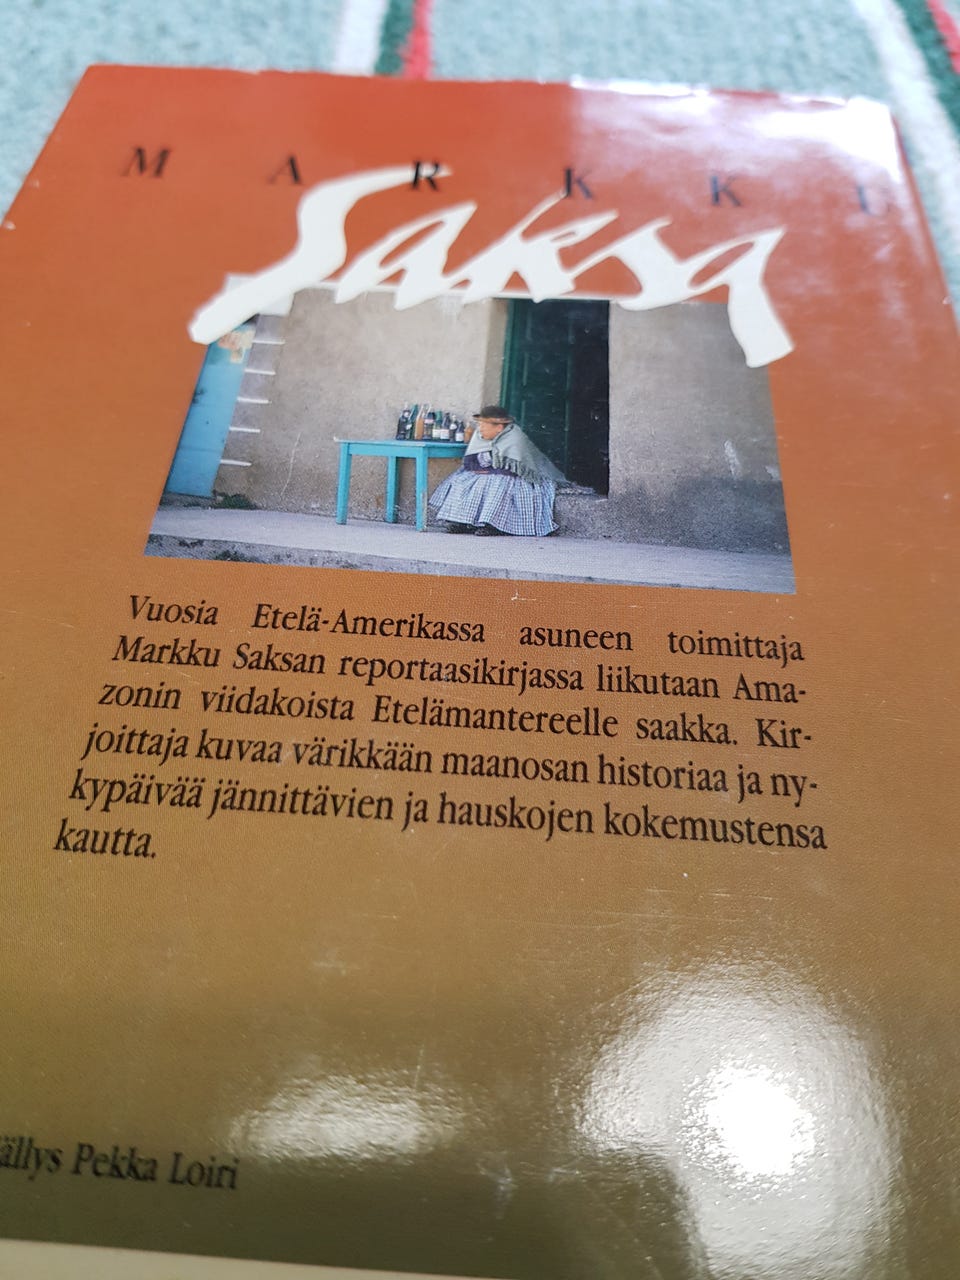 MARKKU
Saksa
Vuosia Etelä-Amerikassa asuneen toimittaja
Markku Saksan reportaasikirjassa liikutaan Ama-
zonin viidakoista Etelämantereelle saakka. Kir-
joittaja kuvaa värikkään maanosan historiaa ja ny-
kypäivää jännittävien ja hauskojen kokemustensa
kautta.
Pekka Loiri